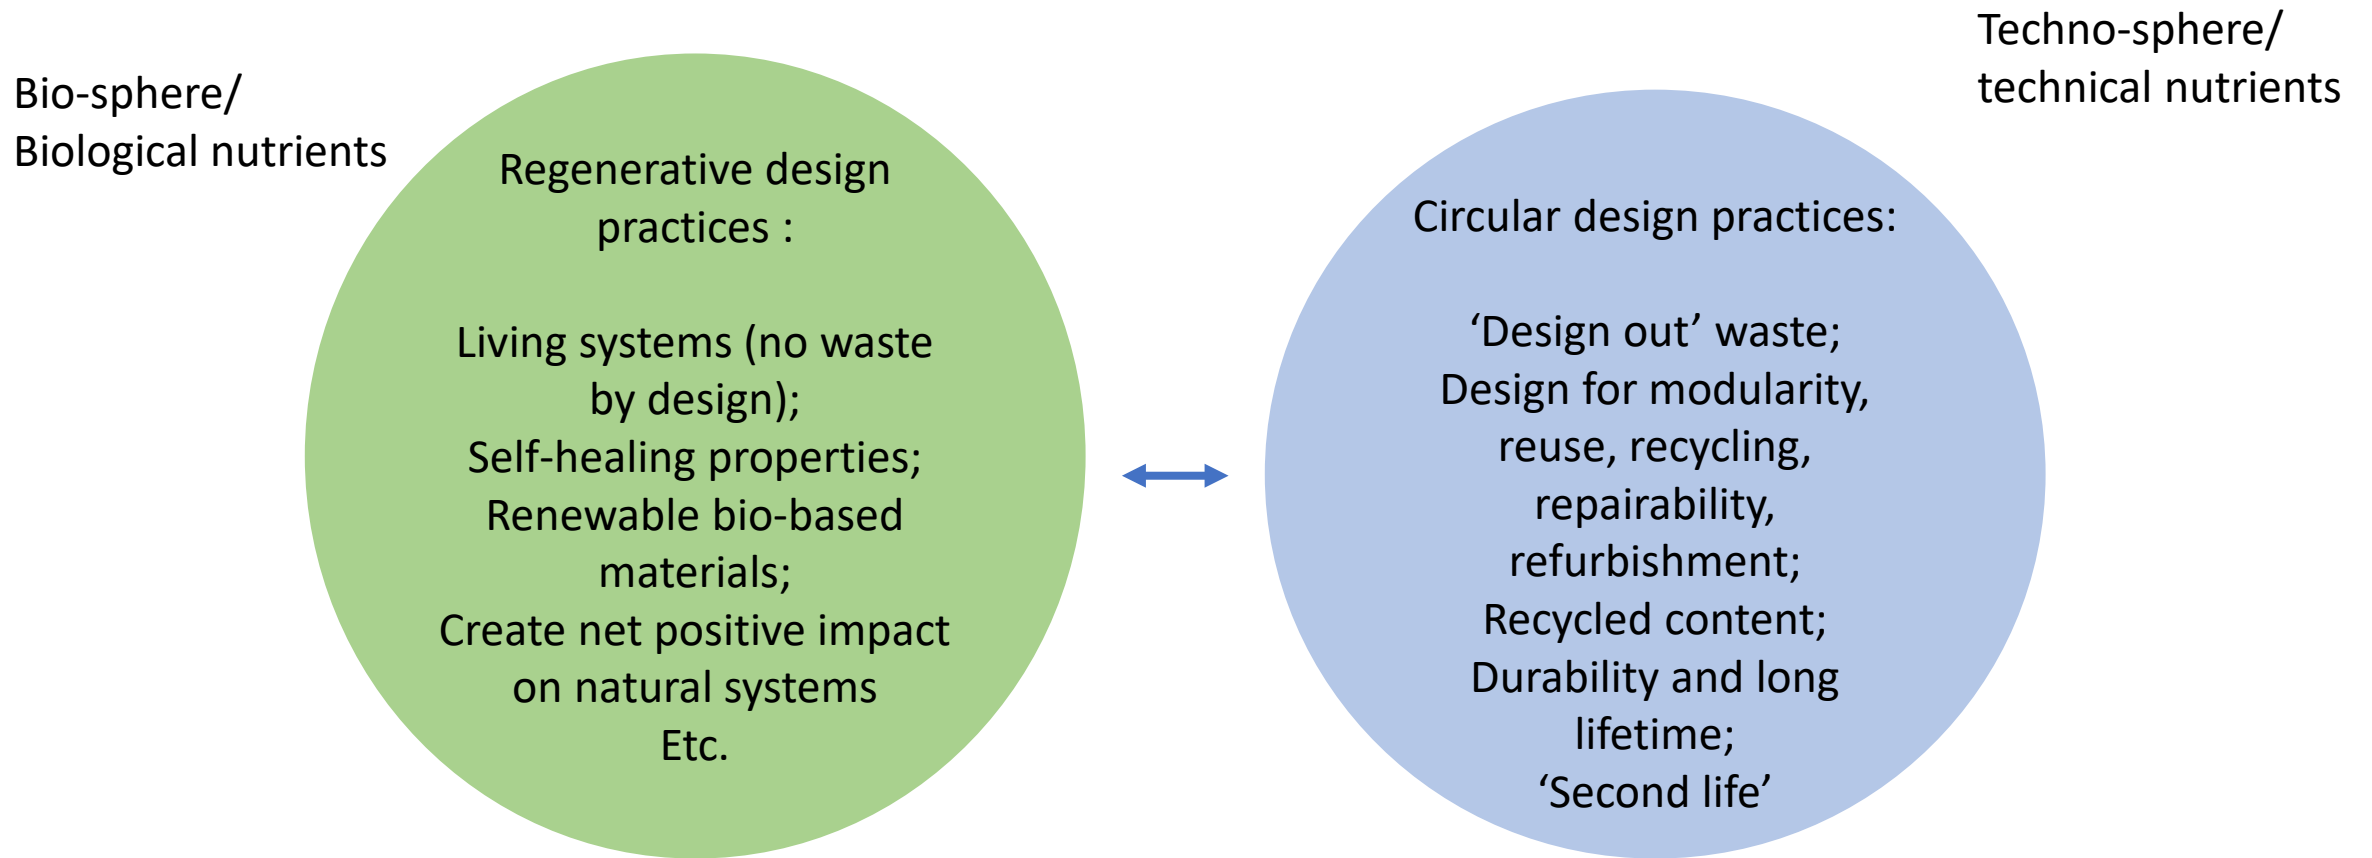 Bio-sphere/
Biological nutrients
Regenerative design
practices :
Living systems (no waste
by design);
Self-healing properties;
Renewable bio-based
materials;
Create net positive impact
on natural systems
Etc.
Techno-sphere/
technical nutrients
Circular design practices:
‘Design out’ waste;
Design for modularity,
reuse, recycling,
repairability,
refurbishment;
Recycled content;
Durability and long
lifetime;
‘Second life’